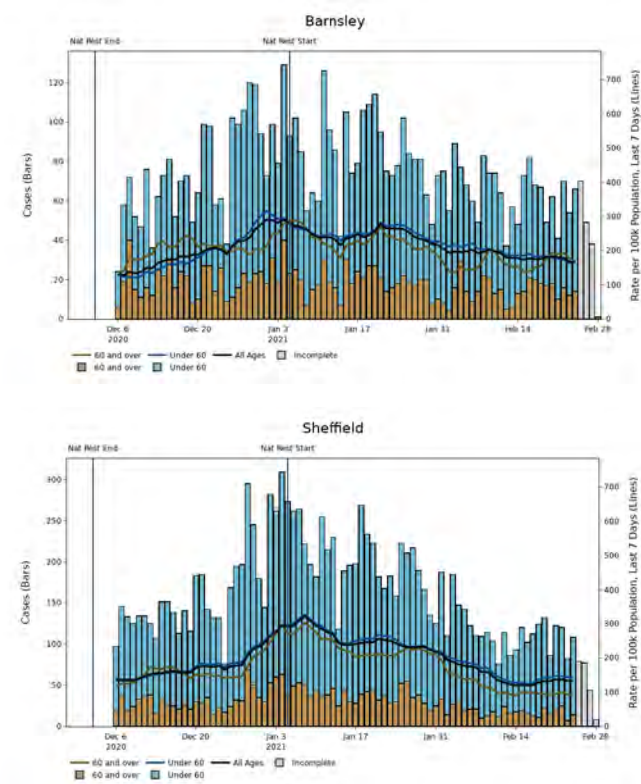 Barnsley
Nat Rest End
Nat Rest Start
Cases (Bars)
Rate per 100k Population, Last 7 Days (Lines)
120
100
80
60
40
20
0
700
600
500
400
300
200
100
0
Dec 6 Dec 20 Jan 3 Jan 17 Jan 31 Feb 14 Feb 28
2020 2021
60 and over Under 60 All Ages Incomplete
60 and over Under 60
Sheffield
Nat Rest End
Nat Rest Start
Cases (Bars)
Rate per 100k Population, Last 7 Days (Lines)
300
250
200
150
100
50
0
700
600
500
400
300
200
100
0
Dec 6 Dec 20 Jan 3 Jan 17 Jan 31 Feb 14 Feb 28
2020 2021
60 and over Under 60 All Ages Incomplete
60 and over Under 60